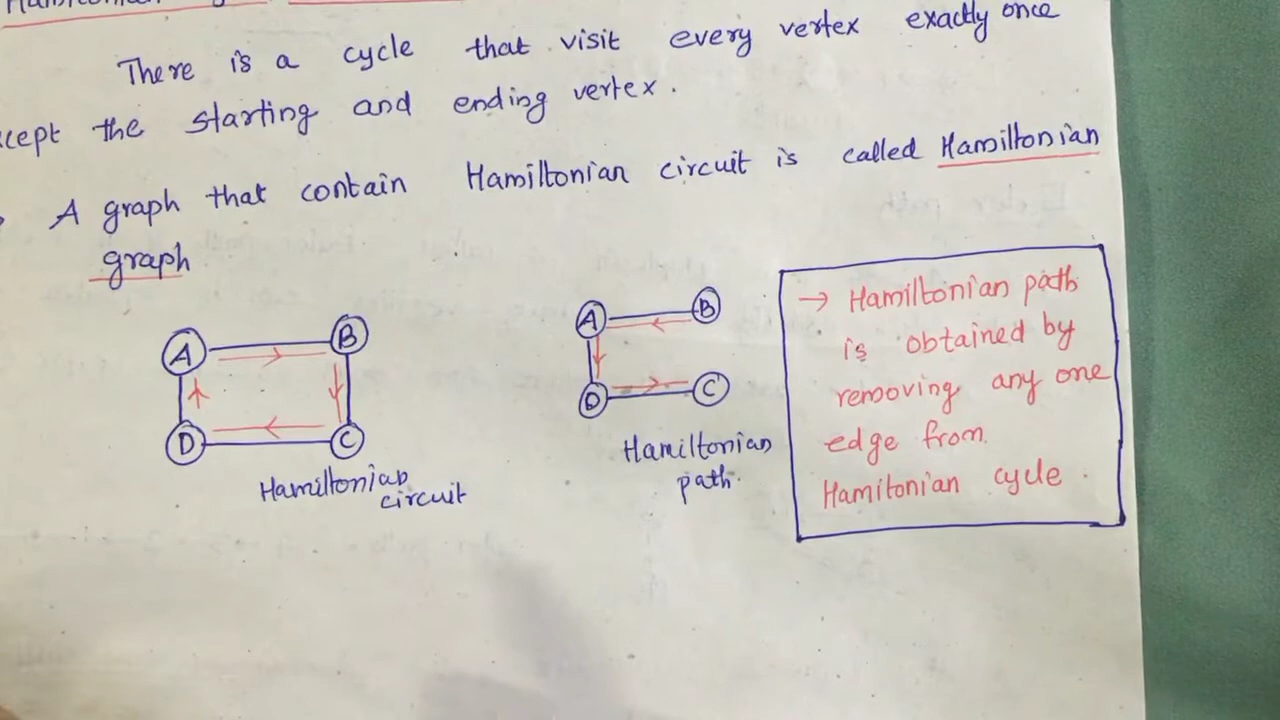 There is a cycle that visit every vertex exactly once
the starting and ending vertex.
A graph that contain Hamiltonian circuit is called Hamiltonian
graph
A B
D C
Hamiltonian
circuit
A B
D C
Hamiltonian
path.
→ Hamiltonian path
is obtained by
removing any one
edge from.
Hamitonian cycle.